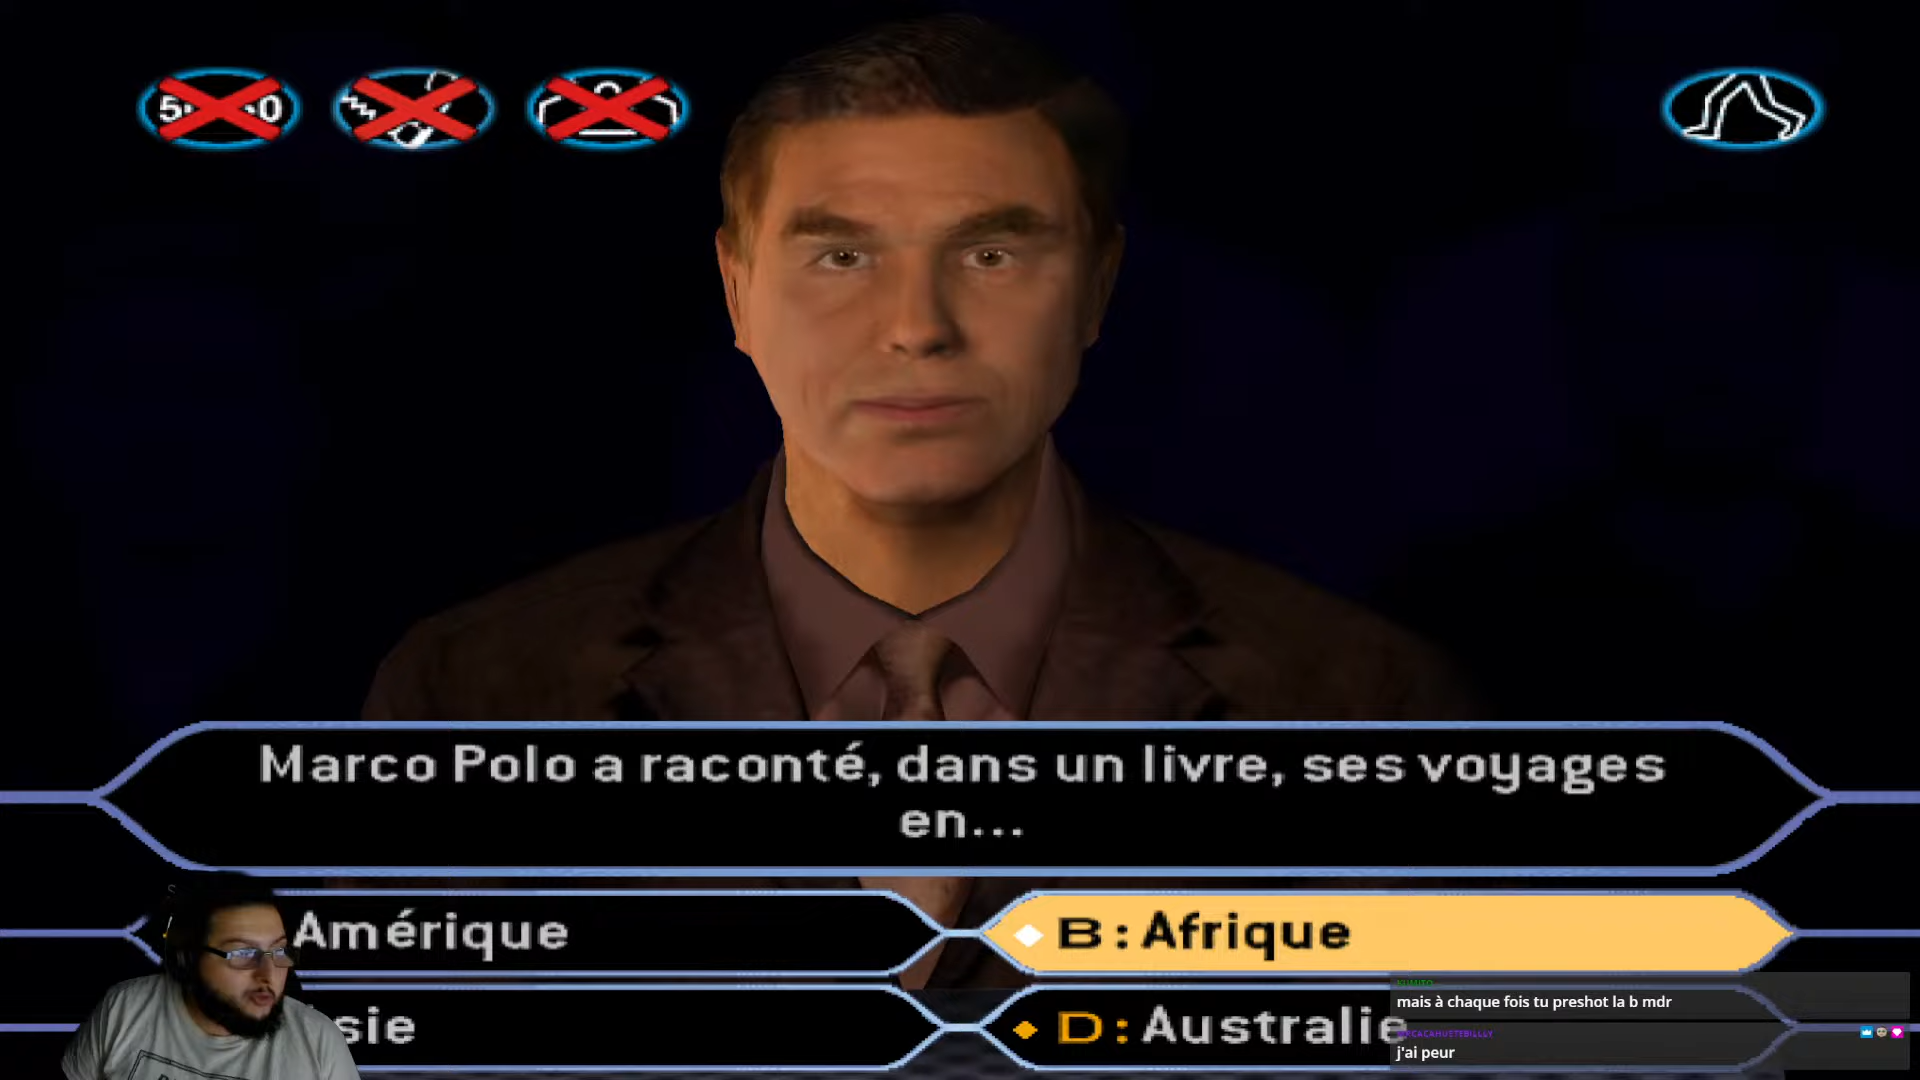 Marco Polo a raconté, dans un livre, ses voyages
en...
Amérique
B : Afrique
sie
D : Australie
mais à chaque fois tu preshot la b mdr
j'ai peur